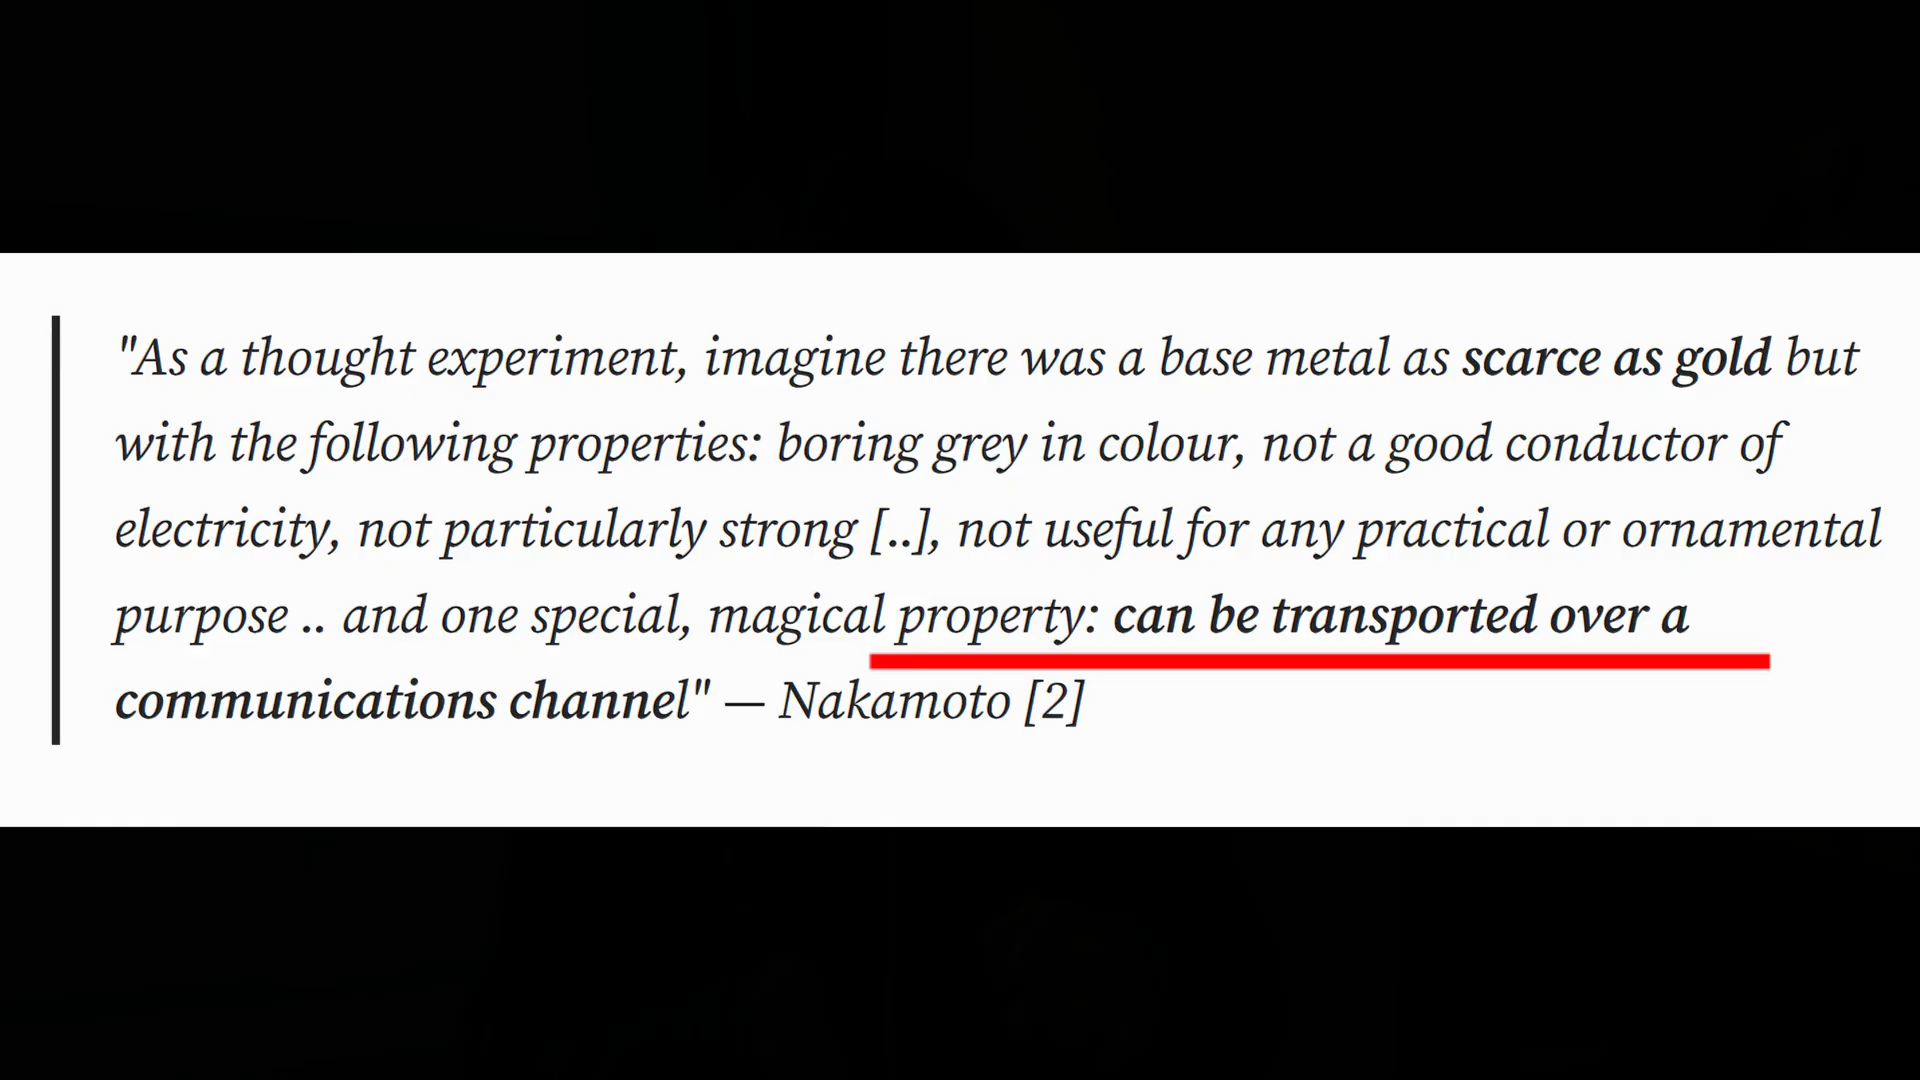 "As a thought experiment, imagine there was a base metal as scarce as gold but
with the following properties: boring grey in colour, not a good conductor of
electricity, not particularly strong [..], not useful for any practical or ornamental
purpose .. and one special, magical property: can be transported over a
communications channel" — Nakamoto [2]